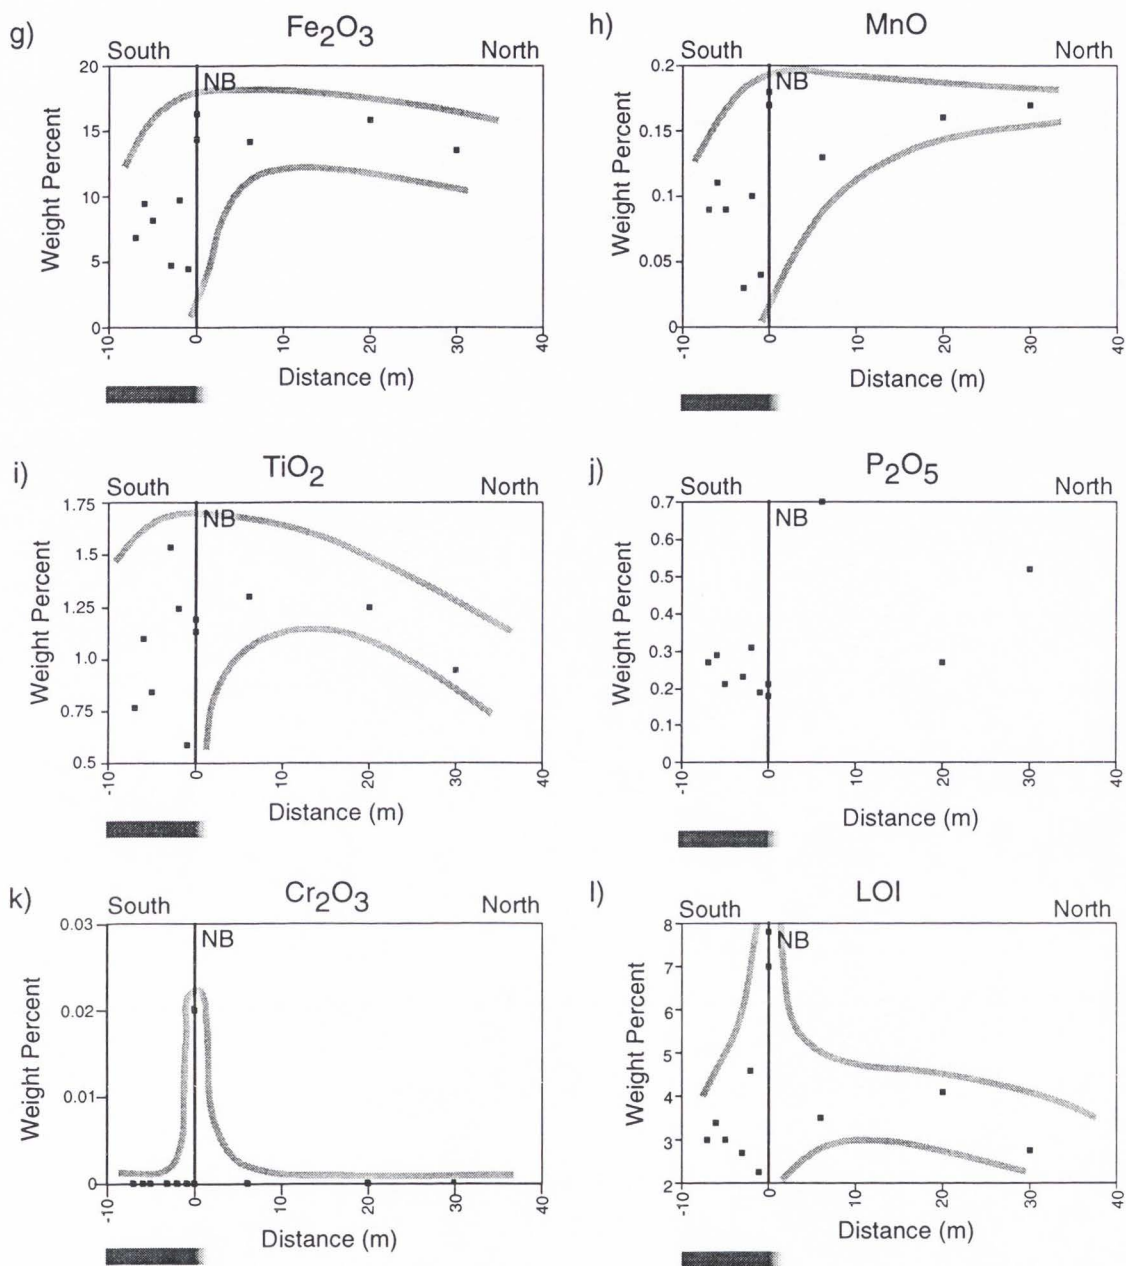 g) Fe2O3
South North
NB
20
15
10
5
0
Weight Percent
-10 0 10 20 30 40
Distance (m)
h) MnO
South North
NB
0.2
0.15
0.1
0.05
0
Weight Percent
-10 0 10 20 30 40
Distance (m)
i) TiO2
South North
NB
1.75
1.5
1.25
1.0
0.75
0.5
Weight Percent
-10 0 10 20 30 40
Distance (m)
j) P2O5
South North
NB
0.7
0.5
0.4
0.3
0.2
0.1
0
Weight Percent
-10 0 10 20 30 40
Distance (m)
k) Cr2O3
South North
NB
0.03
0.02
0.01
0
Weight Percent
-10 0 10 20 30 40
Distance (m)
l) LOI
South North
NB
8
7
6
5
4
3
2
Weight Percent
-10 0 10 20 30 40
Distance (m)